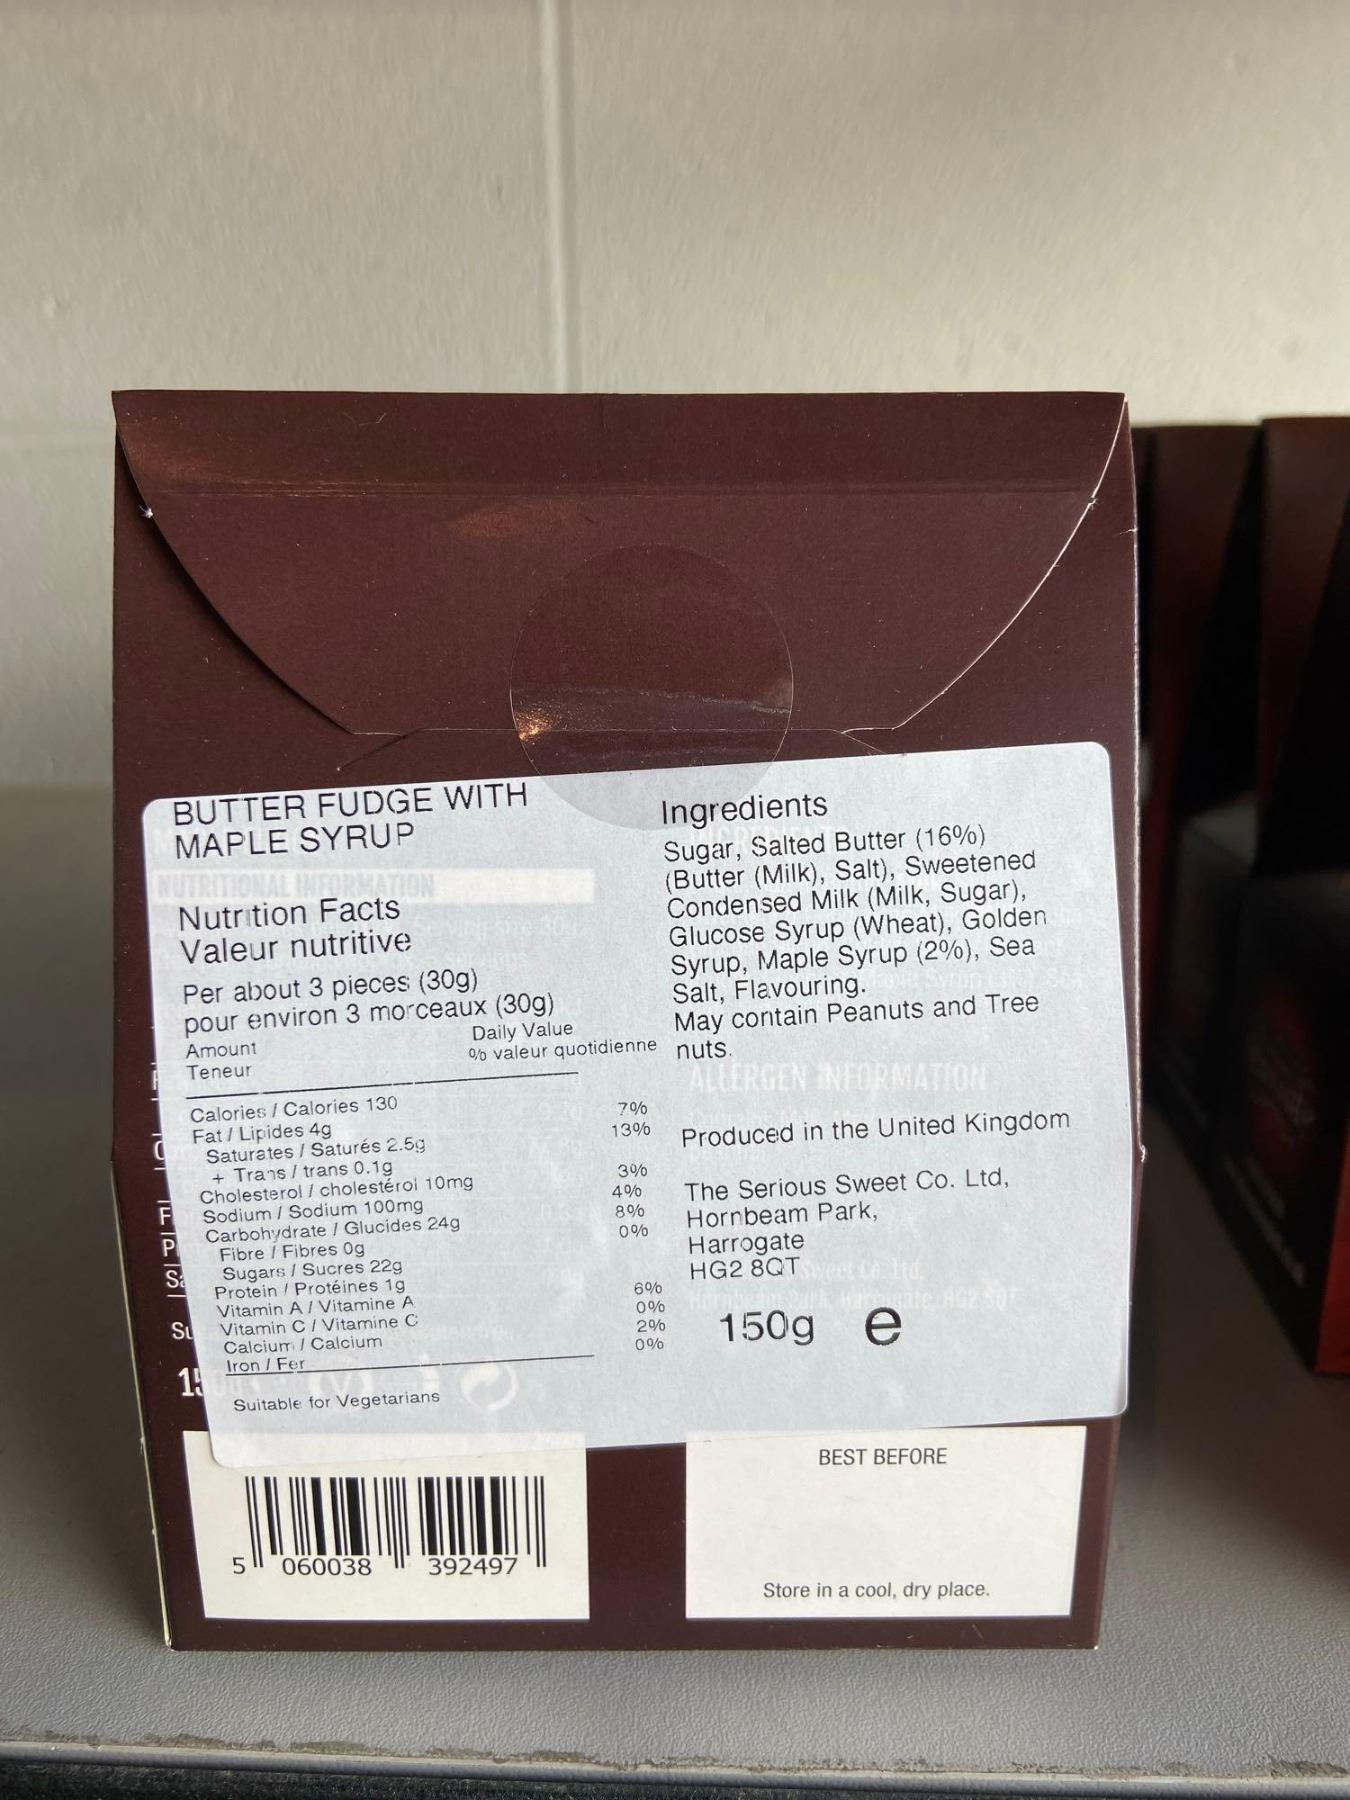 BUTTER FUDGE WITH
MAPLE SYRUP
NUTRITIONAL INFORMATION
Nutrition Facts
Valeur nutritive
Per about 3 pieces (30g)
pour environ 3 morceaux (30g)
Amount Daily Value
Teneur % valeur quotidienne
Calories / Calories 130
Fat / Lipides 4g 7%
Saturates / Saturés 2.5g 13%
+ Trans / trans 0.1g
Cholesterol / cholestérol 10mg 3%
Sodium / Sodium 100mg 4%
Carbohydrate / Glucides 24g 8%
Fibre / Fibres 0g 0%
Sugars / Sucres 22g
Protein / Protéines 1g
Vitamin A / Vitamine A 6%
Vitamin C / Vitamine C 0%
Calcium / Calcium 2%
Iron / Fer 0%
Suitable for Vegetarians
Ingredients
Sugar, Salted Butter (16%)
(Butter (Milk), Salt), Sweetened
Condensed Milk (Milk, Sugar),
Glucose Syrup (Wheat), Golden
Syrup, Maple Syrup (2%), Sea
Salt, Flavouring.
May contain Peanuts and Tree
nuts.
ALLERGEN INFORMATION
Produced in the United Kingdom
The Serious Sweet Co. Ltd,
Hornbeam Park,
Harrogate
HG2 8QT
150g e
5 060038 392497
BEST BEFORE
Store in a cool, dry place.